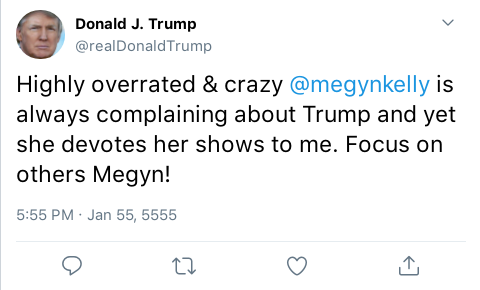 Donald J. Trump
@realDonaldTrump
Highly overrated & crazy @megynkelly is
always complaining about Trump and yet
she devotes her shows to me. Focus on
others Megyn!
5:55 PM · Jan 55, 5555